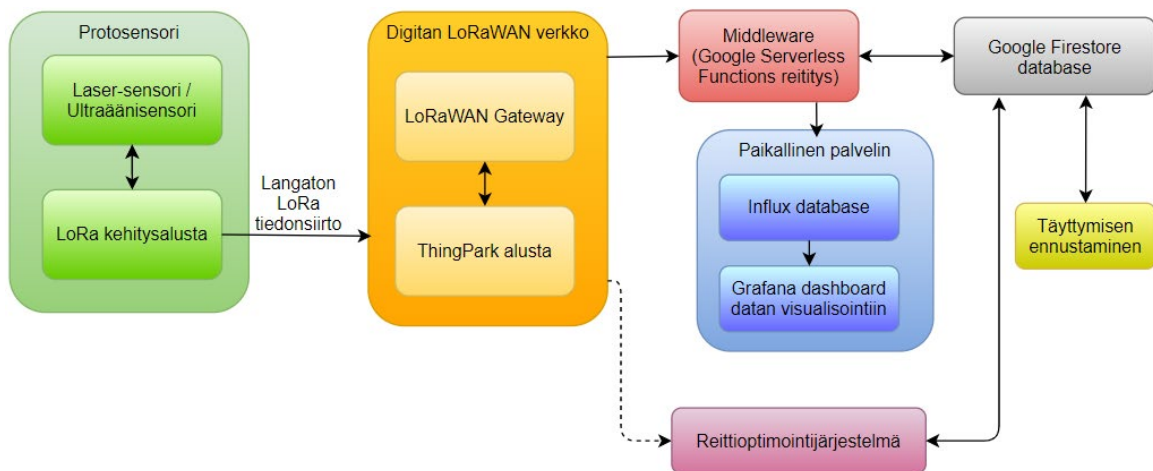 Protosensori
Laser-sensori /
Ultraäänisensori
LoRa kehitysalusta
Langaton
LoRa
tiedonsiirto
Digitan LoRaWAN verkko
LoRaWAN Gateway
ThingPark alusta
Middleware
(Google Serverless
Functions reititys)
Paikallinen palvelin
Influx database
Grafana dashboard
datan visualisointiin
Google Firestore
database
Täyttymisen
ennustaminen
Reittioptimointijärjestelmä